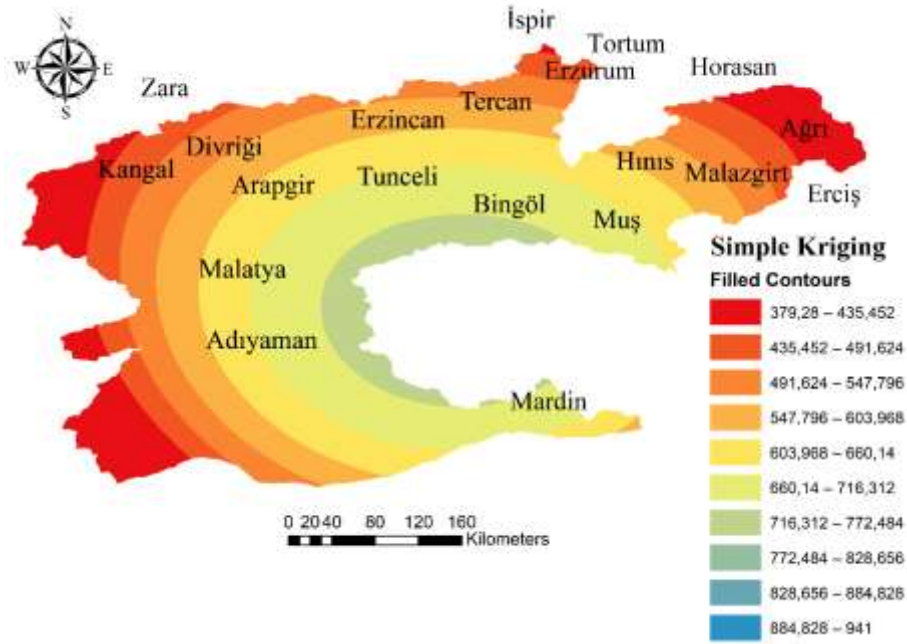 İspir
N
Tortum
W E
Erzurum
Horasan
S
Zara
Tercan
Erzincan
Ağrı
Divriği
Kangal
Hınıs
Malazgirt
Arapgir
Tunceli
Erciş
Bingöl
Muş
Malatya
Adıyaman
Mardin
Simple Kriging
Filled Contours
379,28 – 435,452
435,452 – 491,624
491,624 – 547,796
547,796 – 603,968
603,968 – 660,14
660,14 – 716,312
716,312 – 772,484
772,484 – 828,656
828,656 – 884,828
884,828 – 941
0 20 40 80 120 160
Kilometers